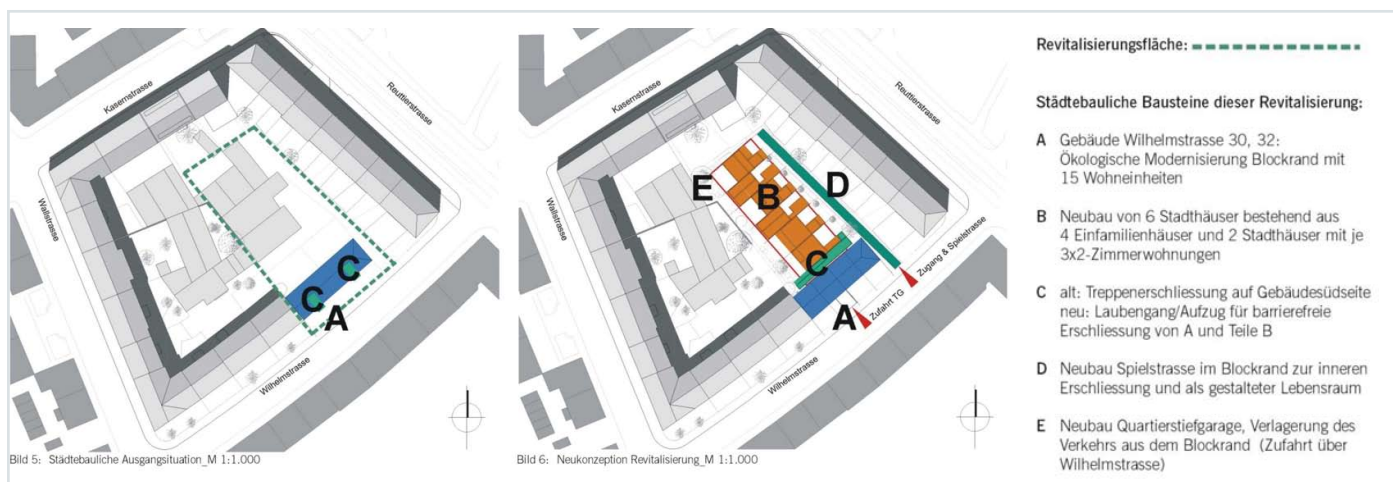 Kasernstrasse
Reuttierstrasse
Wallstrasse
C
C
A
Wilhelmstrasse
Bild 5: Städtebauliche Ausgangsituation_M 1:1.000
Kasernstrasse
Reuttierstrasse
Wallstrasse
E
B
D
C
A
Zugang & Spielstrasse
Zufahrt TG
Wilhelmstrasse
Bild 6: Neukonzeption Revitalisierung_M 1:1.000
Revitalisierungsfläche:
Städtebauliche Bausteine dieser Revitalisierung:
A Gebäude Wilhelmstrasse 30, 32:
Ökologische Modernisierung Blockrand mit
15 Wohneinheiten
B Neubau von 6 Stadthäuser bestehend aus
4 Einfamilienhäuser und 2 Stadthäuser mit je
3x2-Zimmerwohnungen
C alt: Treppenerschliessung auf Gebäudesüdseite
neu: Laubengang/Aufzug für barrierefreie
Erschliessung von A und Teile B
D Neubau Spielstrasse im Blockrand zur inneren
Erschliessung und als gestalteter Lebensraum
E Neubau Quartierstiefgarage, Verlagerung des
Verkehrs aus dem Blockrand (Zufahrt über
Wilhelmstrasse)